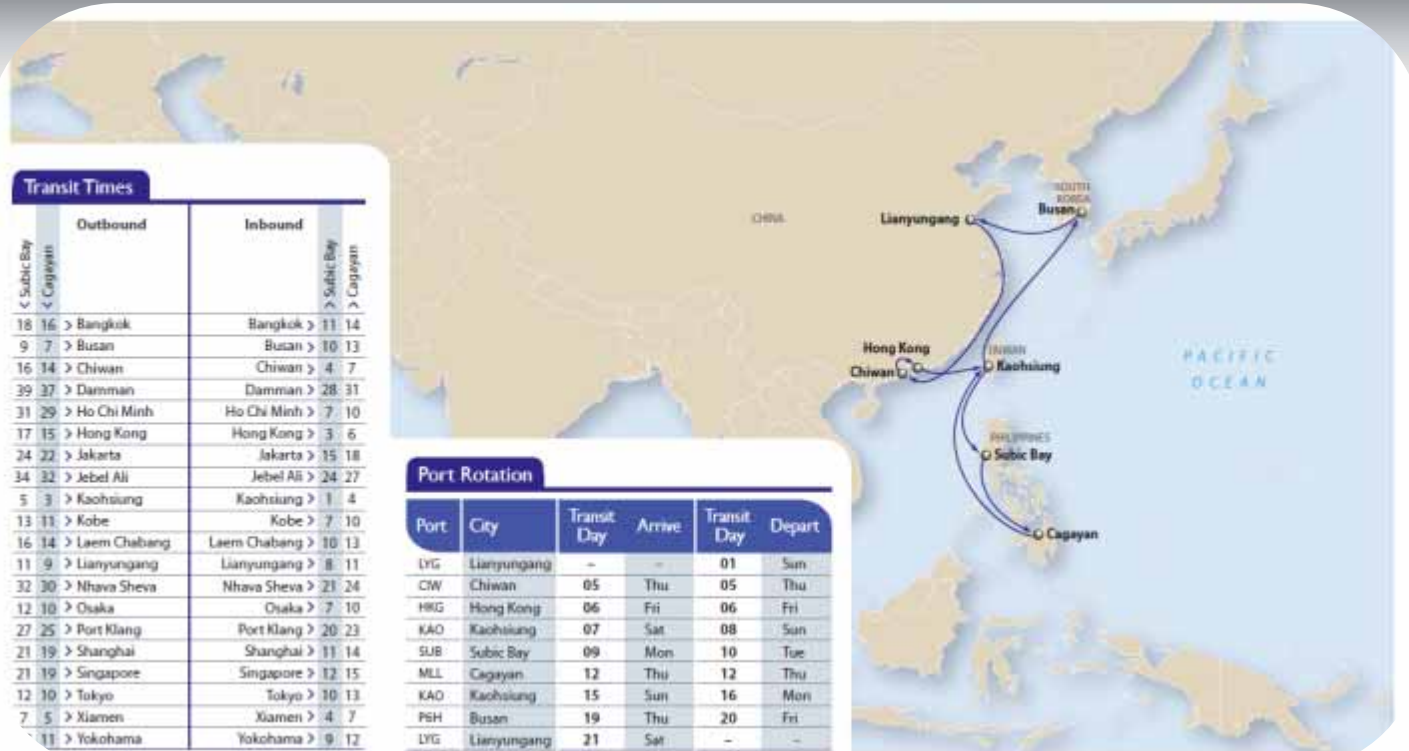 Transit Times
Outbound Inbound
< Subic Bay
< Cagayan
> Subic Bay
> Cagayan
18 16 > Bangkok Bangkok > 11 14
9 7 > Busan Busan > 10 13
16 14 > Chiwan Chiwan > 4 7
39 37 > Damman Damman > 28 31
31 29 > Ho Chi Minh Ho Chi Minh > 7 10
17 15 > Hong Kong Hong Kong > 3 6
24 22 > Jakarta Jakarta > 15 18
34 32 > Jebel Ali Jebel Ali > 24 27
5 3 > Kaohsiung Kaohsiung > 1 4
13 11 > Kobe Kobe > 7 10
16 14 > Laem Chabang Laem Chabang > 10 13
11 9 > Lianyungang Lianyungang > 8 11
32 30 > Nhava Sheva Nhava Sheva > 21 24
12 10 > Osaka Osaka > 7 10
27 25 > Port Klang Port Klang > 20 23
21 19 > Shanghai Shanghai > 11 14
21 19 > Singapore Singapore > 12 15
12 10 > Tokyo Tokyo > 10 13
7 5 > Xiamen Xiamen > 4 7
11 > Yokohama Yokohama > 9 12
Port Rotation
Port City Transit Day Arrive Transit Day Depart
LYG Lianyungang – – 01 Sun
CIW Chiwan 05 Thu 05 Thu
HKG Hong Kong 06 Fri 06 Fri
KAO Kaohsiung 07 Sat 08 Sun
SUB Subic Bay 09 Mon 10 Tue
MLL Cagayan 12 Thu 12 Thu
KAO Kaohsiung 15 Sun 16 Mon
Busan 19 Thu 20 Fri
LYG Lianyungang 21 Sat – –
CHINA
SOUTH
KOREA
Busan
Lianyungang
Hong Kong
Chiwan
TAIWAN
Kaohsiung
PHILIPPINES
Subic Bay
Cagayan
PACIFIC
OCEAN